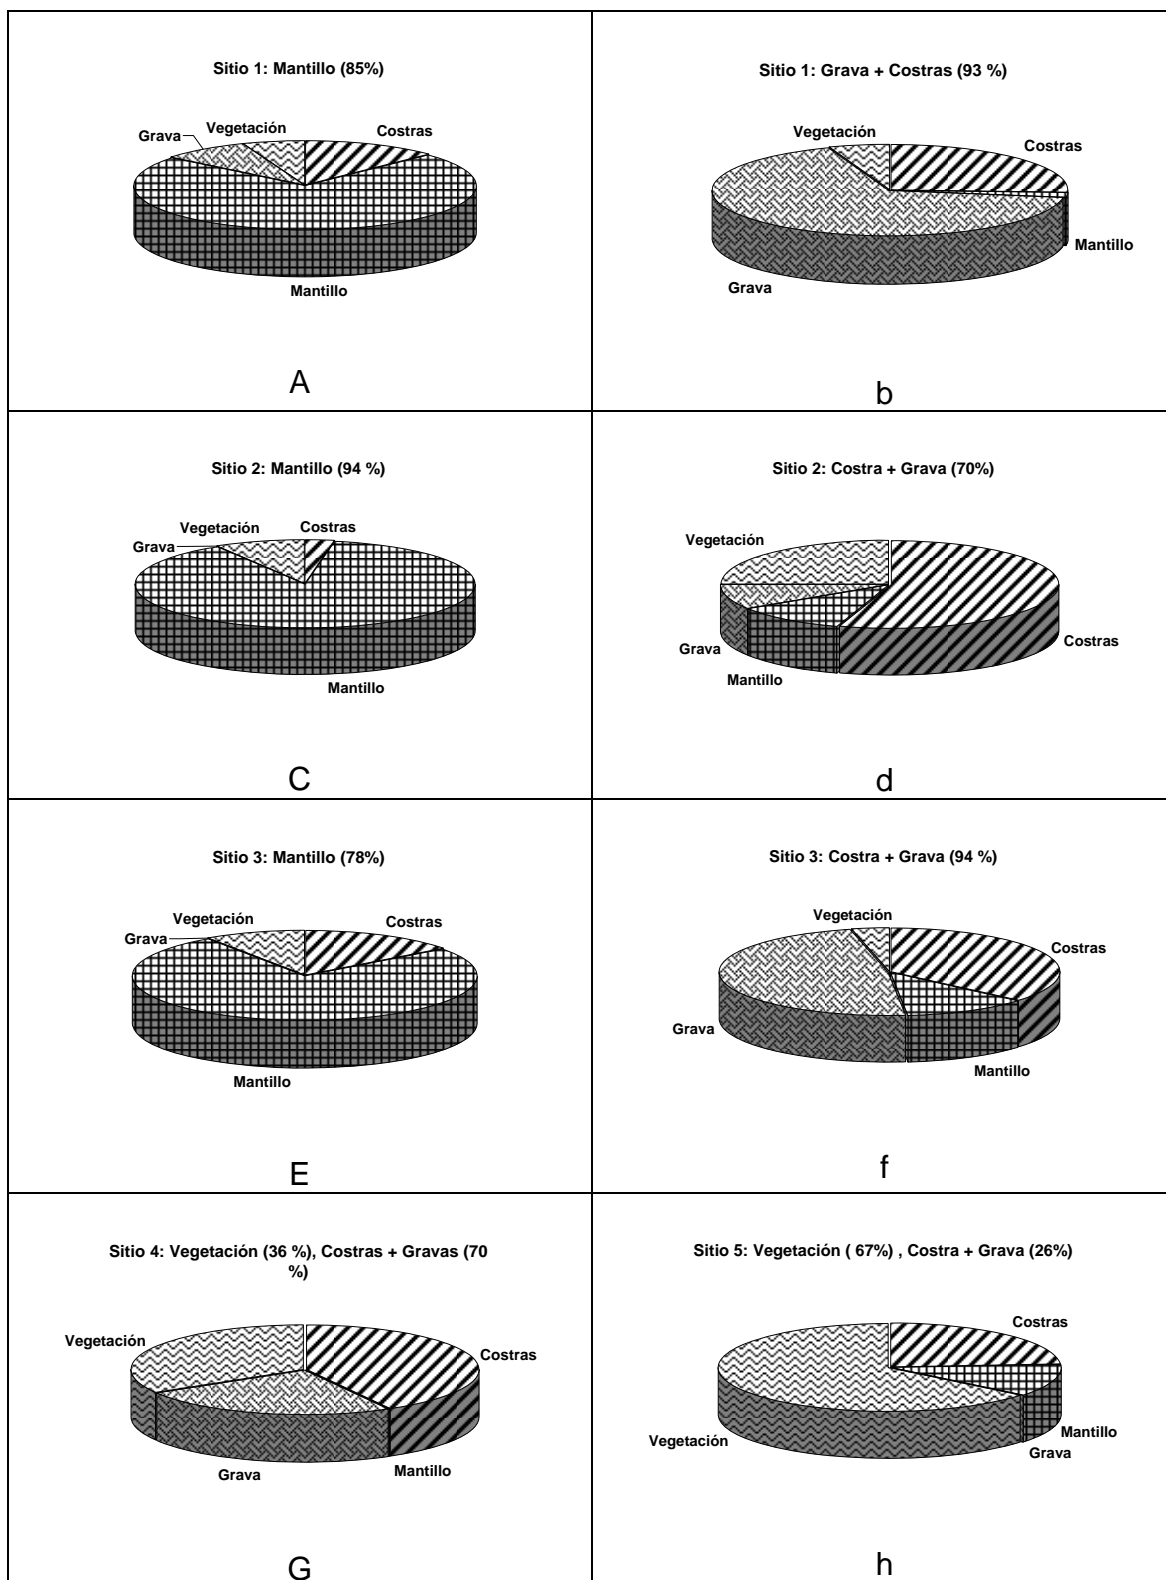 Sitio 1: Mantillo (85%)
Grava
Vegetación
Costras
Mantillo
A
Sitio 1: Grava + Costras (93 %)
Vegetación
Costras
Mantillo
Grava
b
Sitio 2: Mantillo (94 %)
Vegetación
Costras
Grava
Mantillo
C
Sitio 2: Costra + Grava (70%)
Vegetación
Costras
Grava
Mantillo
d
Sitio 3: Mantillo (78%)
Vegetación
Costras
Grava
Mantillo
E
Sitio 3: Costra + Grava (94 %)
Vegetación
Costras
Grava
Mantillo
f
Sitio 4: Vegetación (36 %), Costras + Gravas (70
%)
Vegetación
Costras
Grava
Mantillo
G
Sitio 5: Vegetación ( 67%) , Costra + Grava (26%)
Costras
Mantillo
Vegetación
Grava
h